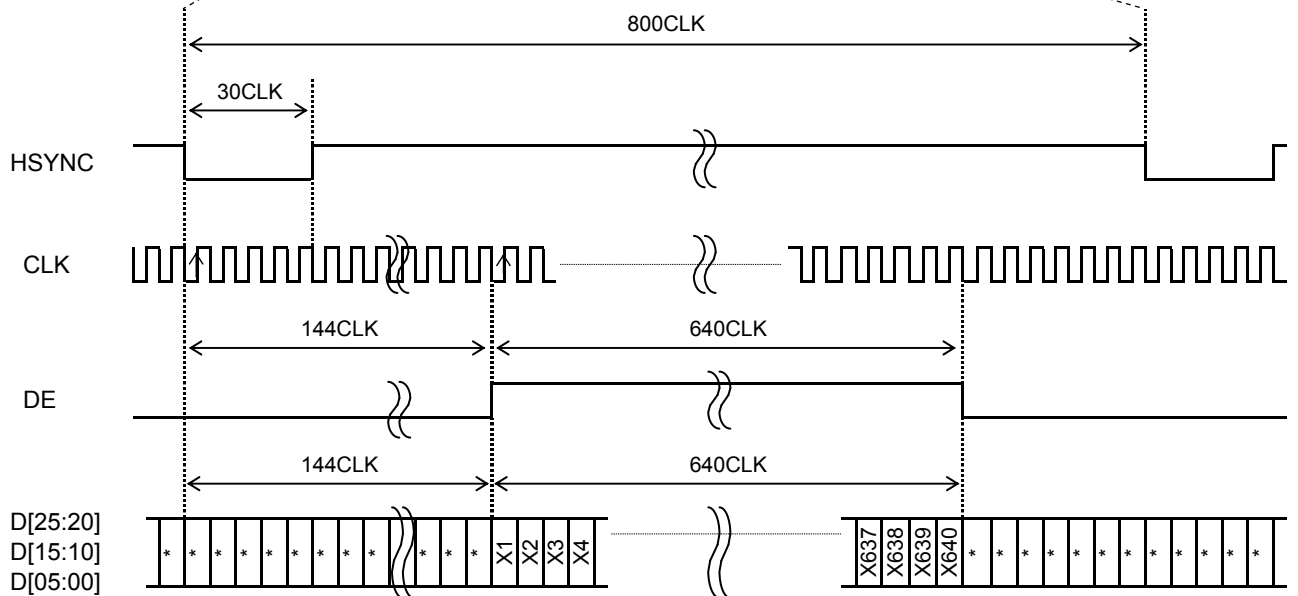 800CLK
30CLK
HSYNC
CLK
144CLK 640CLK
DE
144CLK 640CLK
D[25:20]
D[15:10]
D[05:00]
* * * * * * * * * * * * X1 X2 X3 X4 X637 X638 X639 X640 * * * * * * * * * * * *